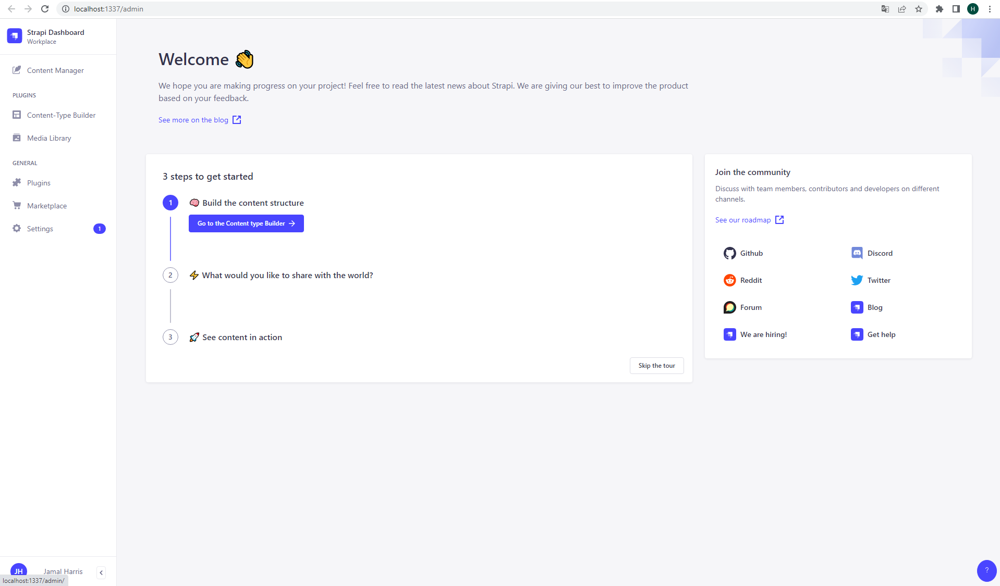 localhost:1337/admin
H
Strapi Dashboard
Workplace
Content Manager
PLUGINS
Content-Type Builder
Media Library
GENERAL
Plugins
Marketplace
Settings
1
Welcome
We hope you are making progress on your project! Feel free to read the latest news about Strapi. We are giving our best to improve the product
based on your feedback.
See more on the blog
3 steps to get started
1
Build the content structure
Go to the Content type Builder
2
What would you like to share with the world?
3
See content in action
Skip the tour
Join the community
Discuss with team members, contributors and developers on different
channels.
See our roadmap
Github
Discord
Reddit
Twitter
Forum
Blog
We are hiring!
Get help
JH
Jamal Harris
localhost:1337/admin/
?